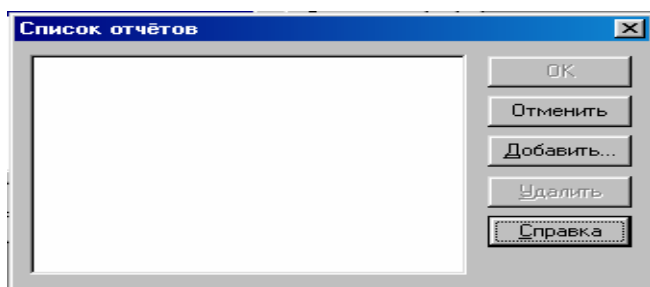 Список отчётов
OK
Отменить
Добавить...
Удалить
Справка